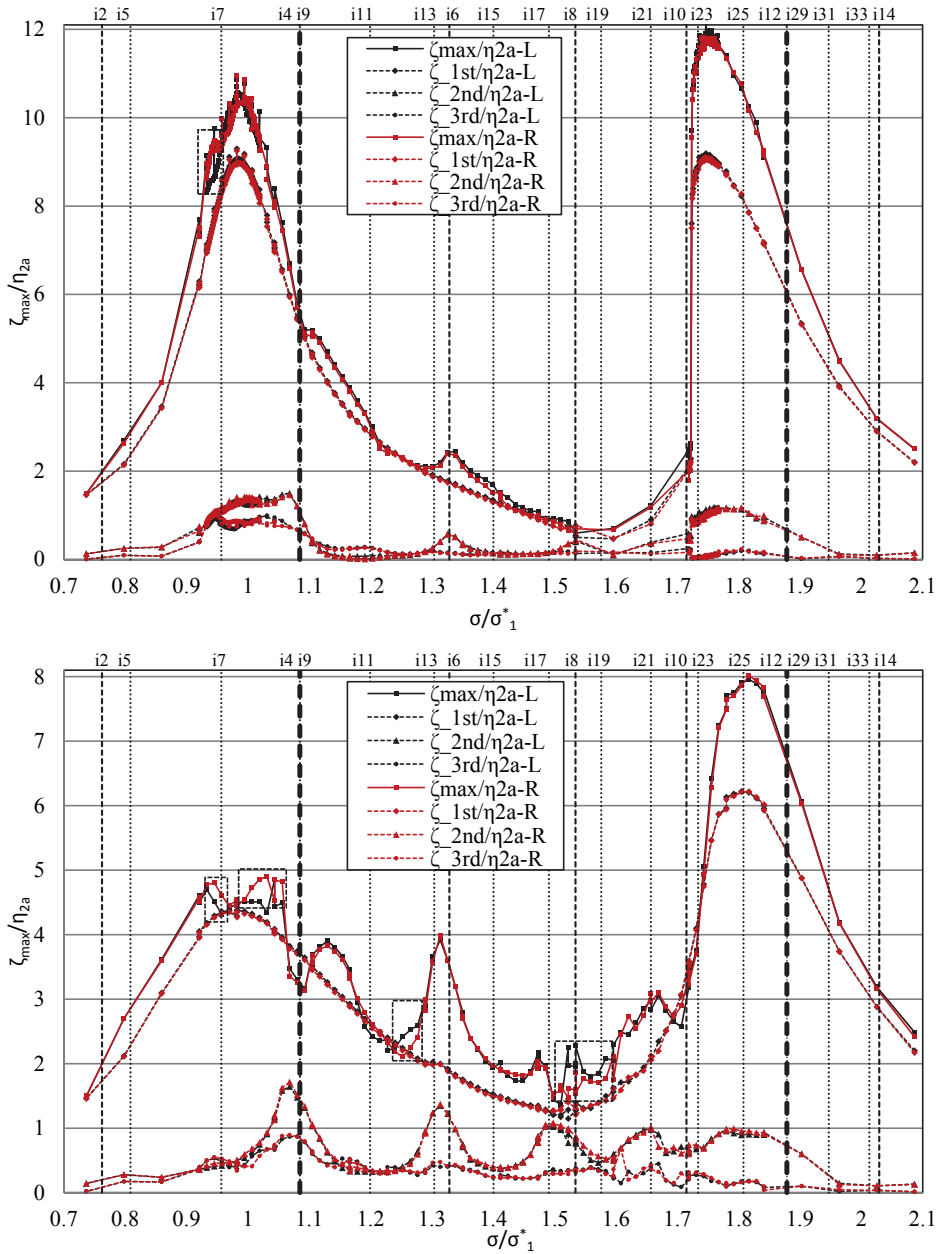 i2 i5 i7 i4 i9 i11 i13 i6 i15 i17 i8 i19 i21 i10 i23 i25 i12 i29 i31 i33 i14
12
10
8
6
4
2
0
ζmax/η2a-L
ζ_1st/η2a-L
ζ_2nd/η2a-L
ζ_3rd/η2a-L
ζmax/η2a-R
ζ_1st/η2a-R
ζ_2nd/η2a-R
ζ_3rd/η2a-R
ζmax/η2a
0.7 0.8 0.9 1 1.1 1.2 1.3 1.4 1.5 1.6 1.7 1.8 1.9 2 2.1
σ/σ*1
i2 i5 i7 i4 i9 i11 i13 i6 i15 i17 i8 i19 i21 i10 i23 i25 i12 i29 i31 i33 i14
8
7
6
5
4
3
2
1
0
ζmax/η2a-L
ζ_1st/η2a-L
ζ_2nd/η2a-L
ζ_3rd/η2a-L
ζmax/η2a-R
ζ_1st/η2a-R
ζ_2nd/η2a-R
ζ_3rd/η2a-R
ζmax/η2a
0.7 0.8 0.9 1 1.1 1.2 1.3 1.4 1.5 1.6 1.7 1.8 1.9 2 2.1
σ/σ*1